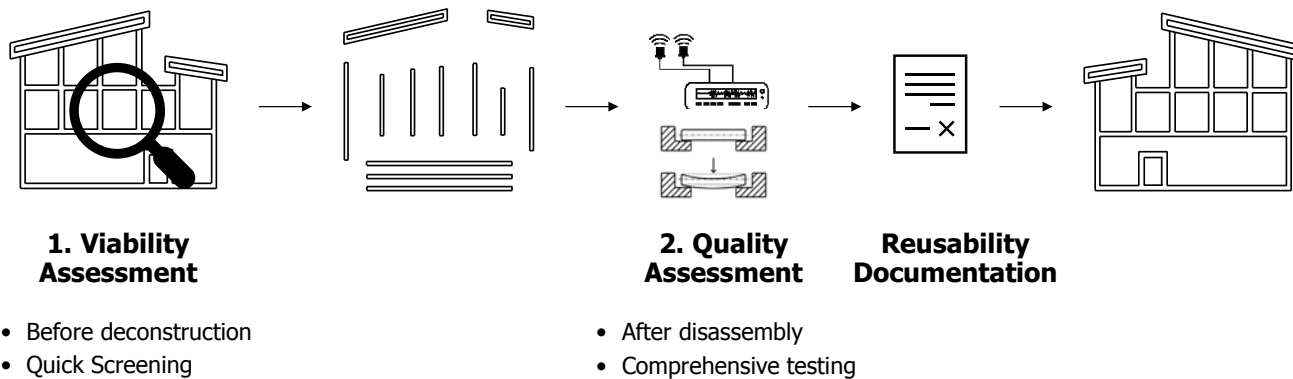 1. Viability
Assessment
2. Quality
Assessment
Reusability
Documentation
• Before deconstruction
• Quick Screening
• After disassembly
• Comprehensive testing